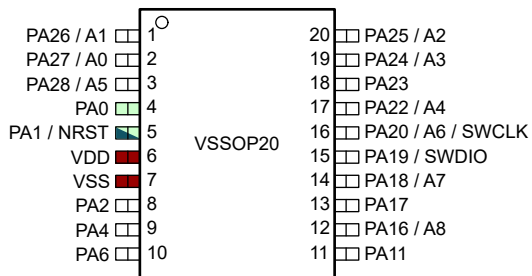 PA26 / A1 1 20 PA25 / A2
PA27 / A0 2 19 PA24 / A3
PA28 / A5 3 18 PA23
PA0 4 17 PA22 / A4
PA1 / NRST 5 VSSOP20 16 PA20 / A6 / SWCLK
VDD 6 15 PA19 / SWDIO
VSS 7 14 PA18 / A7
PA2 8 13 PA17
PA4 9 12 PA16 / A8
PA6 10 11 PA11